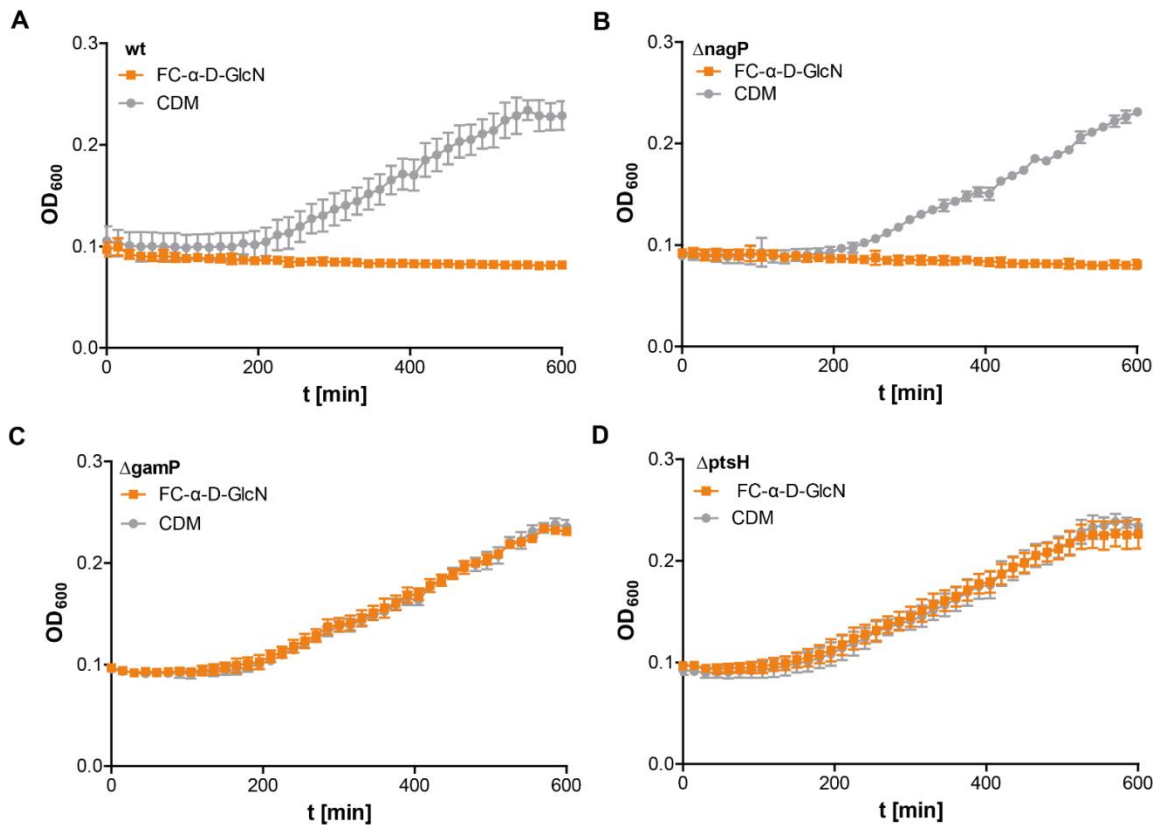 A
wt
FC-α-D-GlcN
CDM
OD600
0.3
0.2
0.1
0.0
0
200
400
600
t [min]
B
ΔnagP
FC-α-D-GlcN
CDM
OD600
0.3
0.2
0.1
0.0
0
200
400
600
t [min]
C
ΔgamP
FC-α-D-GlcN
CDM
OD600
0.3
0.2
0.1
0.0
0
200
400
600
t [min]
D
ΔptsH
FC-α-D-GlcN
CDM
OD600
0.3
0.2
0.1
0.0
0
200
400
600
t [min]